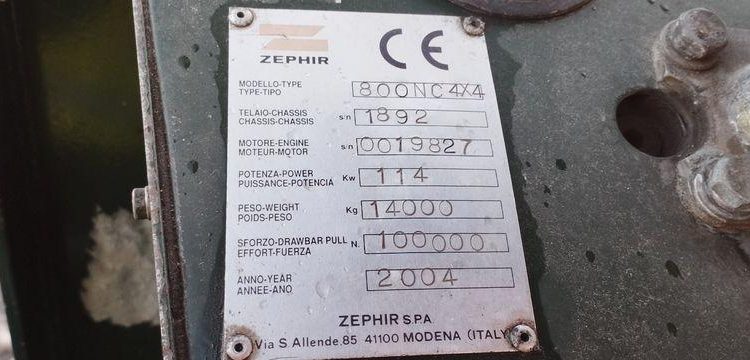 ZEPHIR
CE
MODELLO-TYPE
TYPE-TIPO
800NC4X4
TELAIO-CHASSIS
CHASSIS-CHASSIS
s/n 1892
MOTORE-ENGINE
MOTEUR-MOTOR
s/n 0019827
POTENZA-POWER
PUISSANCE-POTENCIA
Kw 114
PESO-WEIGHT
POIDS-PESO
Kg 14000
SFORZO-DRAWBAR PULL
EFFORT-FUERZA
N. 100000
ANNO-YEAR
ANNEE-ANO
2004
ZEPHIR S.P.A.
Via S Allende,85 41100 MODENA (ITALY